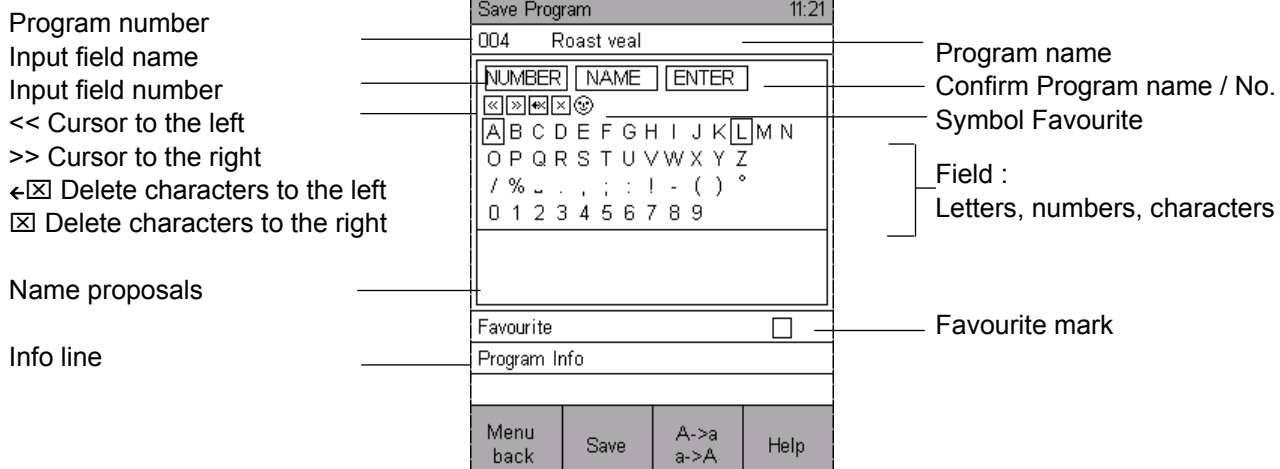 Program number
Input field name
Input field number
<< Cursor to the left
>> Cursor to the right
←☒ Delete characters to the left
☒ Delete characters to the right
Name proposals
Info line
Save Program 11:21
004 Roast veal
NUMBER NAME ENTER
« »
A B C D E F G H I J K L M N
O P Q R S T U V W X Y Z
/ % ⌣ . , ; : ! - ( ) °
0 1 2 3 4 5 6 7 8 9
Favourite
Program Info
Menu back
Save
A->a
a->A
Help
Program name
Confirm Program name / No.
Symbol Favourite
Field :
Letters, numbers, characters
Favourite mark